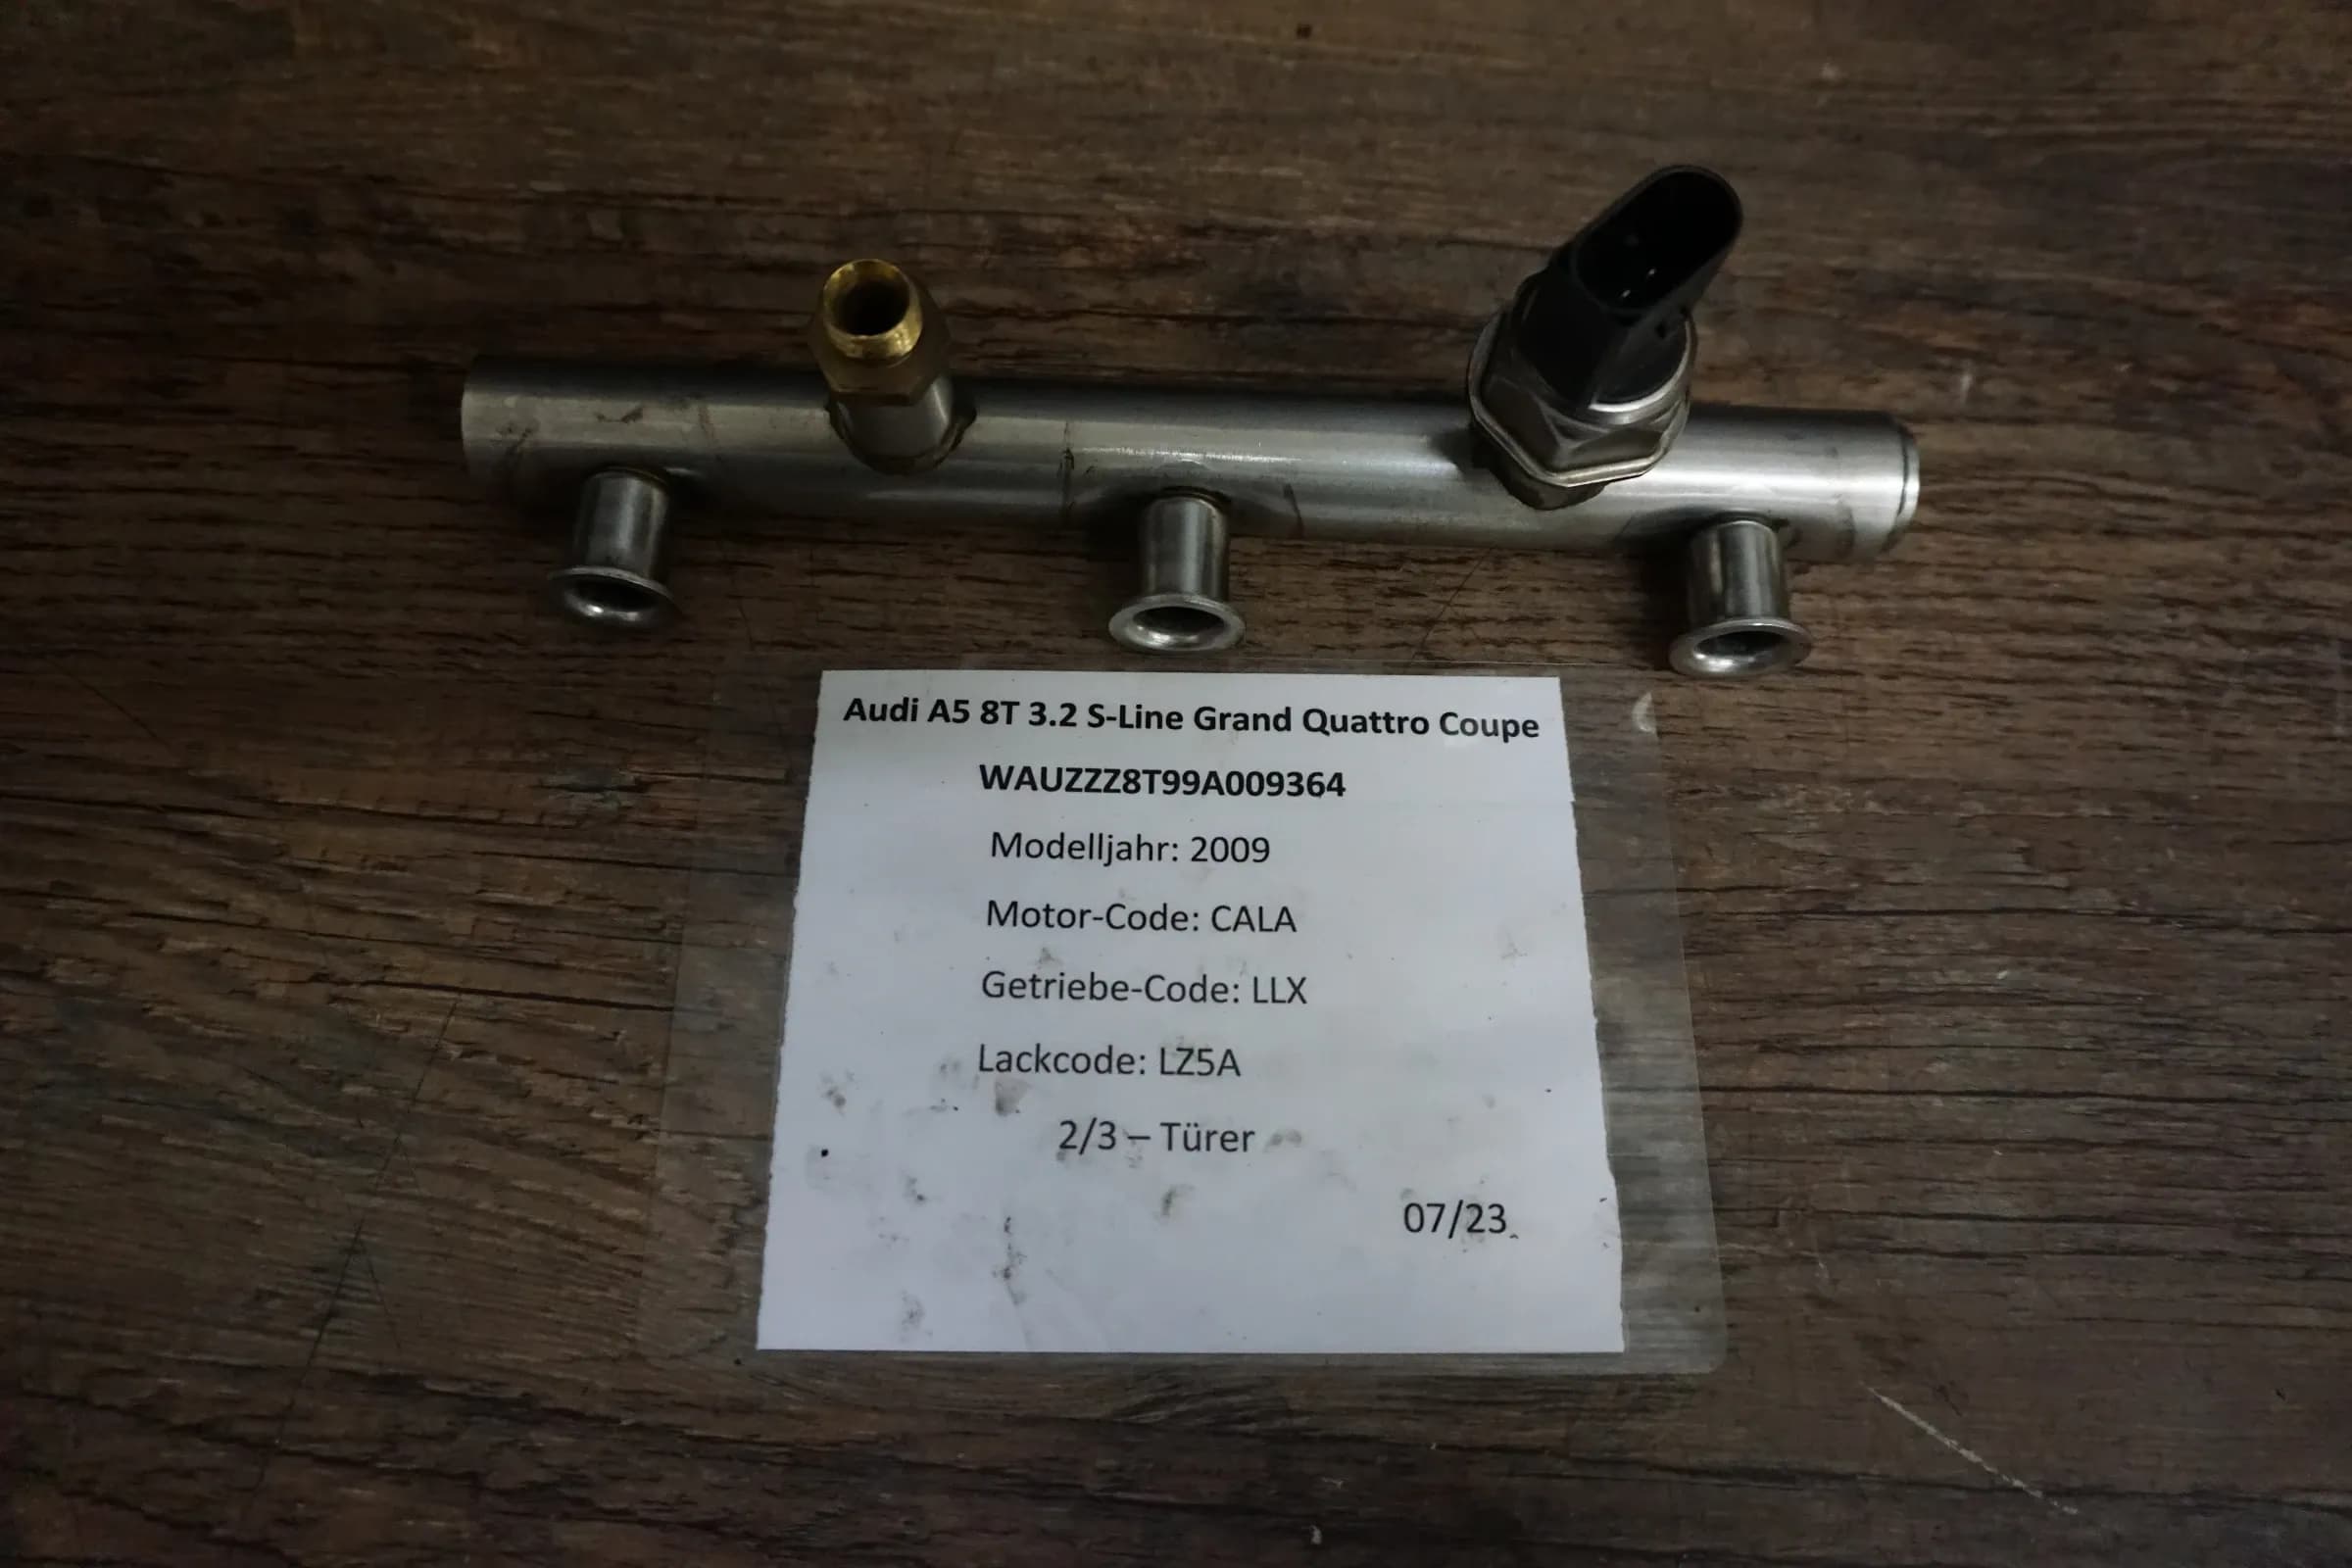 Audi A5 8T 3.2 S-Line Grand Quattro Coupe
WAUZZZ8T99A009364
Modelljahr: 2009
Motor-Code: CALA
Getriebe-Code: LLX
Lackcode: LZ5A
2/3 – Türer
07/23